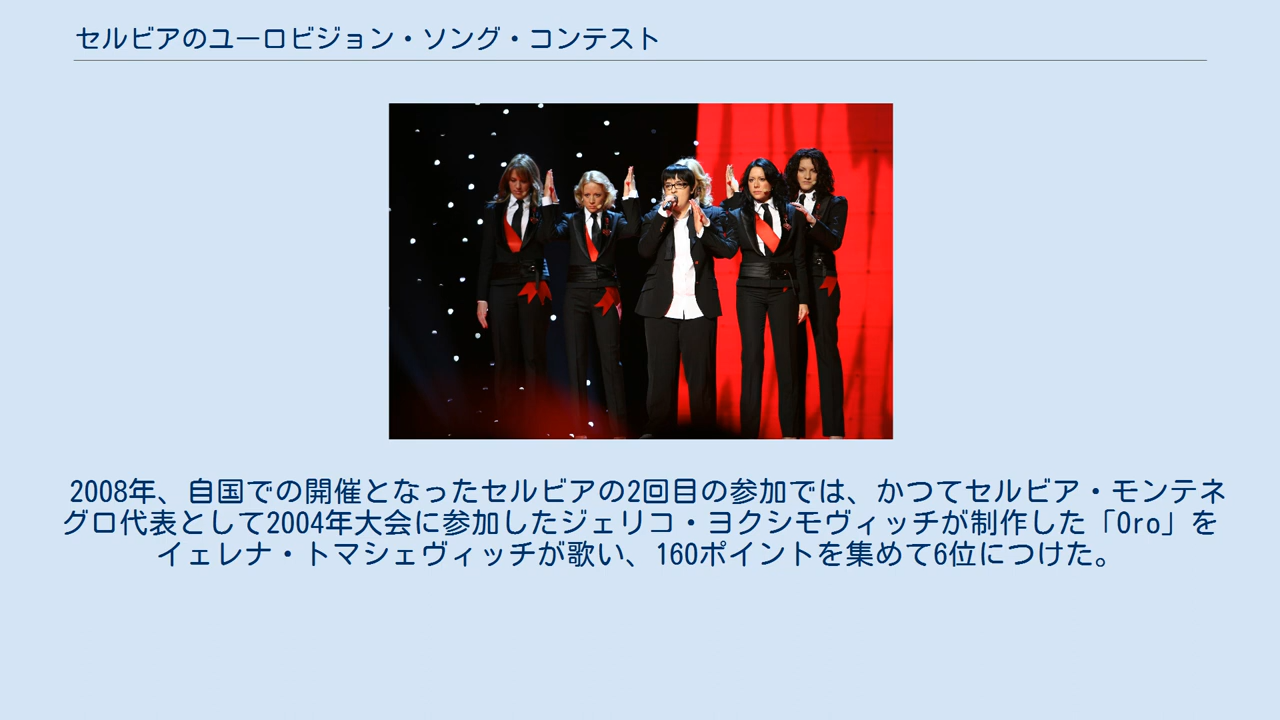 セルビアのユーロビジョン・ソング・コンテスト
2008年、自国での開催となったセルビアの2回目の参加では、かつてセルビア・モンテネ
グロ代表として2004年大会に参加したジェリコ・ヨクシモヴィッチが制作した「Oro」を
イェレナ・トマシェヴィッチが歌い、160ポイントを集めて6位につけた。